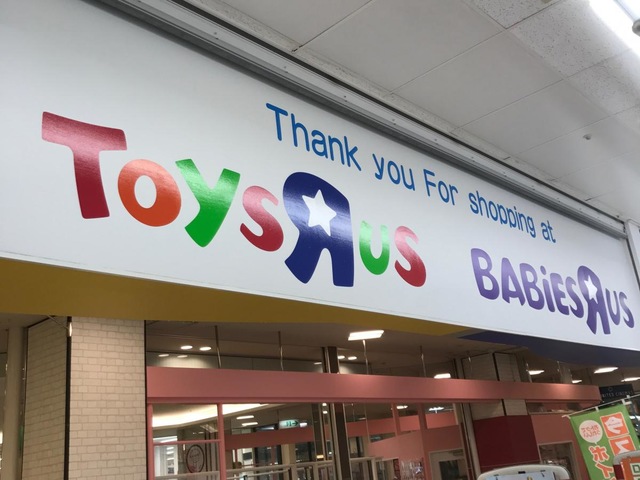 Thank you For shopping at
ToysRus
BABiESRUS